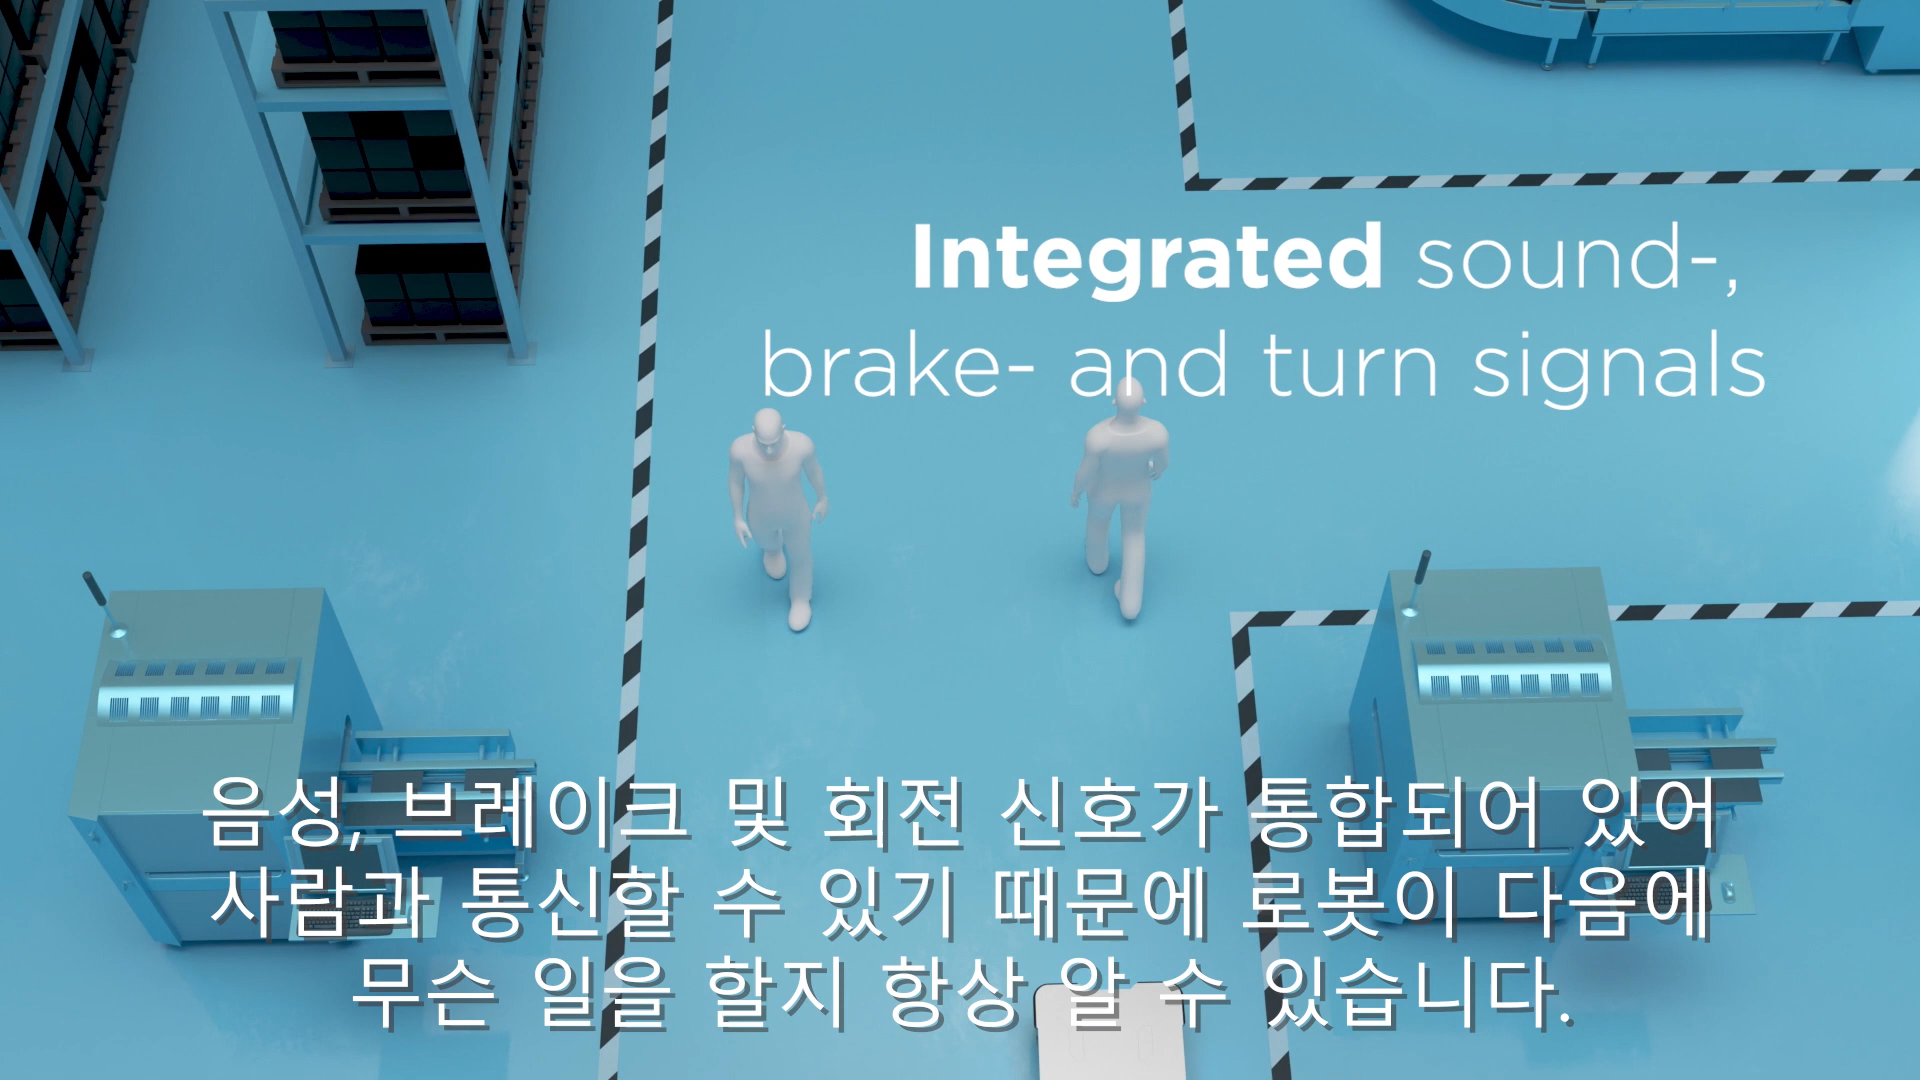 Integrated sound-,
brake- and turn signals
음성, 브레이크 및 회전 신호가 통합되어 있어
사람과 통신할 수 있기 때문에 로봇이 다음에
무슨 일을 할지 항상 알 수 있습니다.